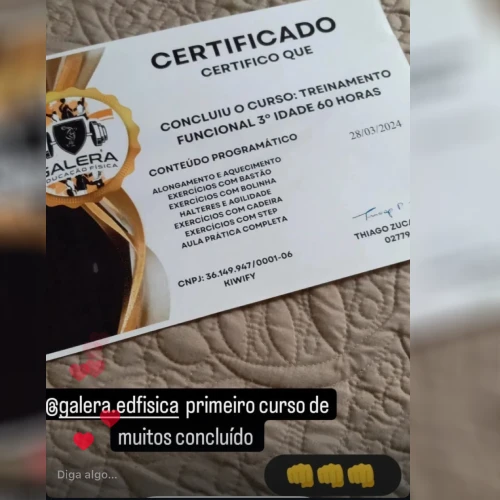 CERTIFICADO
CERTIFICO QUE
CONCLUIU O CURSO: TREINAMENTO
FUNCIONAL 3º IDADE 60 HORAS
28/03/2024
CONTEÚDO PROGRAMÁTICO
ALONGAMENTO E AQUECIMENTO
EXERCÍCIOS COM BASTÃO
EXERCÍCIOS COM BOLINHA
HALTERES E AGILIDADE
EXERCÍCIOS COM CADEIRA
EXERCÍCIOS COM STEP
AULA PRÁTICA COMPLETA
GALERA
EDUCAÇÃO FÍSICA
THIAGO ZUCA
02779
CNPJ: 36.149.947/0001-06
KIWIFY
@galera.edfisica primeiro curso de
muitos concluído
Diga algo...